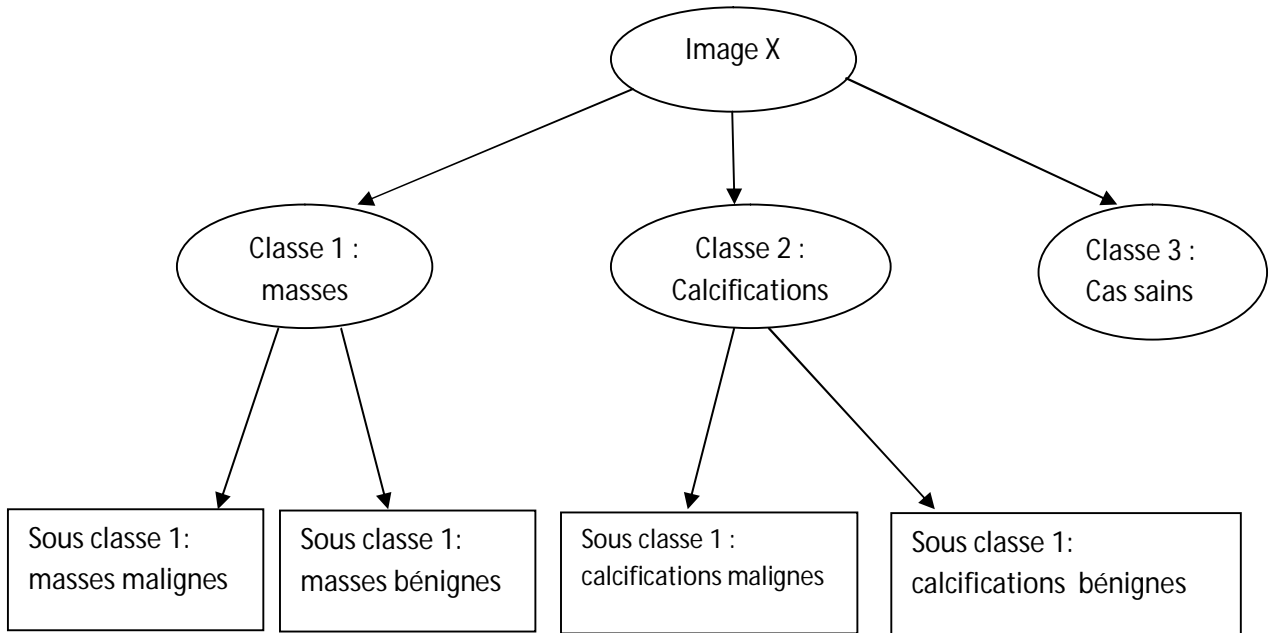 Image X
Classe 1 :
masses
Classe 2 :
Calcifications
Classe 3 :
Cas sains
Sous classe 1:
masses malignes
Sous classe 1:
masses bénignes
Sous classe 1 :
calcifications malignes
Sous classe 1:
calcifications  bénignes